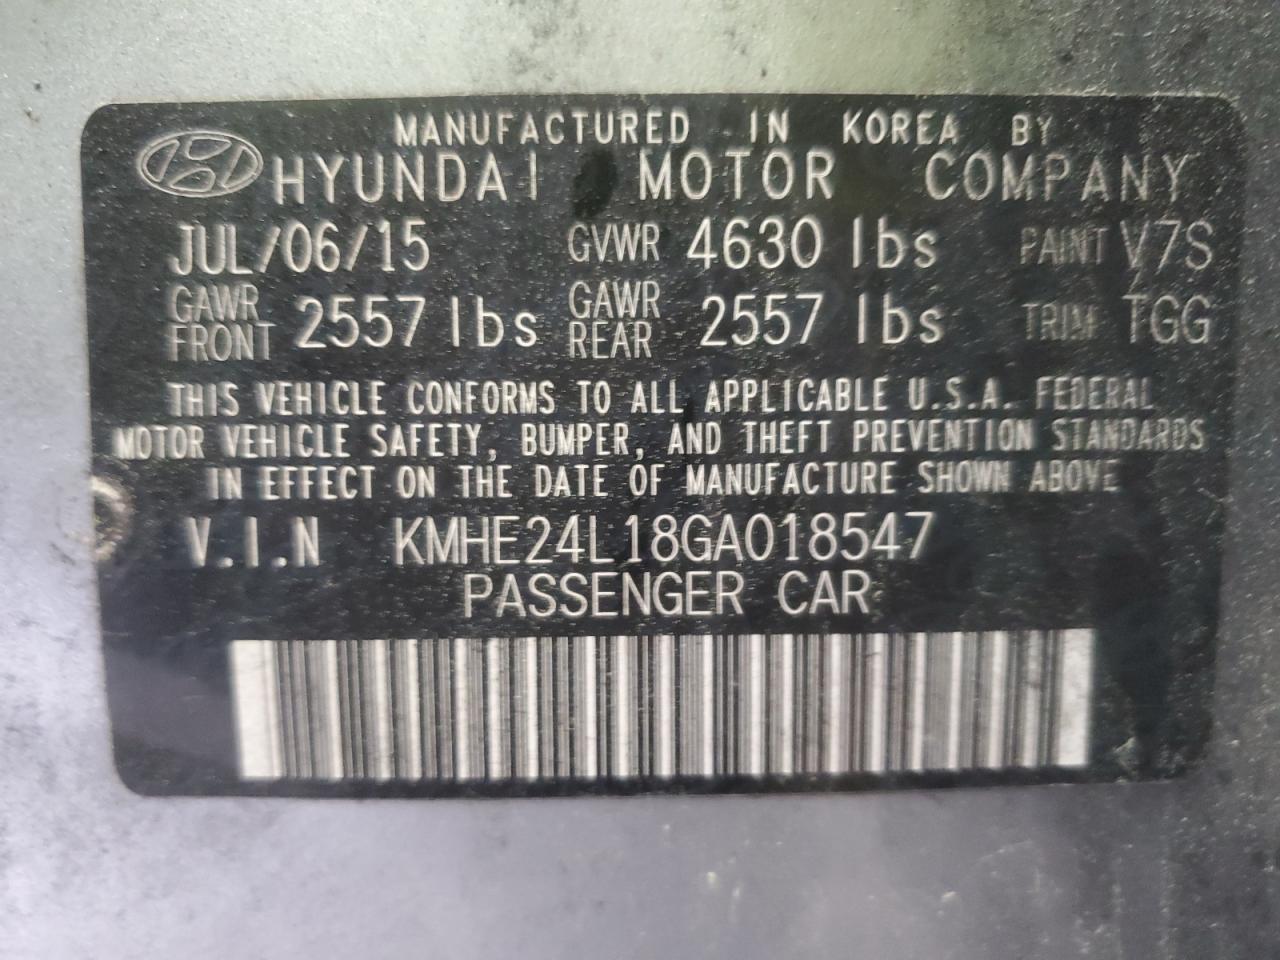 MANUFACTURED IN KOREA BY
HYUNDAI MOTOR COMPANY
JUL/06/15 GVWR 4630 lbs PAINT V7S
GAWR FRONT 2557 lbs GAWR REAR 2557 lbs TRIM TGG
THIS VEHICLE CONFORMS TO ALL APPLICABLE U.S.A. FEDERAL
MOTOR VEHICLE SAFETY, BUMPER, AND THEFT PREVENTION STANDARDS
IN EFFECT ON THE DATE OF MANUFACTURE SHOWN ABOVE
V.I.N KMHE24L18GA018547
PASSENGER CAR